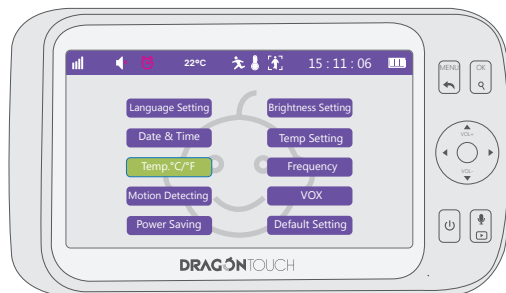 22°C 15 : 11 : 06
Language Setting
Brightness Setting
Date & Time
Temp Setting
Temp.°C/°F
Frequency
Motion Detecting
VOX
Power Saving
Default Setting
DRAGONTOUCH
MENU
OK
VOL+
VOL-